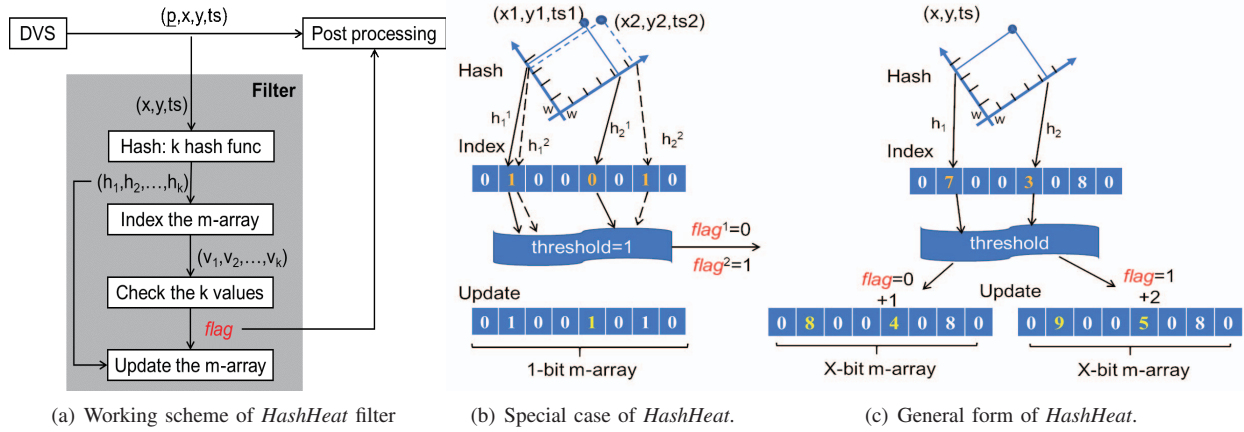 DVS
(p,x,y,ts)
Post processing
Filter
(x,y,ts)
Hash: k hash func
(h1,h2,...,hk)
Index the m-array
(v1,v2,...,vk)
Check the k values
flag
Update the m-array
(a) Working scheme of HashHeat filter
(x1,y1,ts1)
(x2,y2,ts2)
Hash
w w
h₁¹
h₁²
h₂¹
h₂²
Index
0 1 0 0 0 0 1 0
threshold=1
flag¹=0
flag²=1
Update
0 1 0 0 1 0 1 0
1-bit m-array
(b) Special case of HashHeat.
(x,y,ts)
Hash
w w
h₁
h₂
Index
0 7 0 0 3 0 8 0
threshold
flag=0
flag=1
+1
Update
+2
0 8 0 0 4 0 8 0
0 9 0 0 5 0 8 0
X-bit m-array
X-bit m-array
(c) General form of HashHeat.